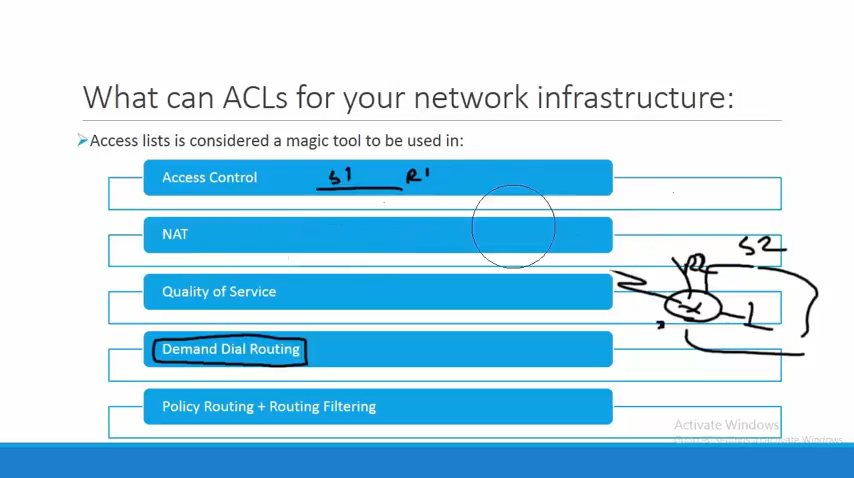 What can ACLs for your network infrastructure:
Access lists is considered a magic tool to be used in:
Access Control S1 R1
NAT
S2
Quality of Service
Demand Dial Routing
Policy Routing + Routing Filtering
Activate Windows